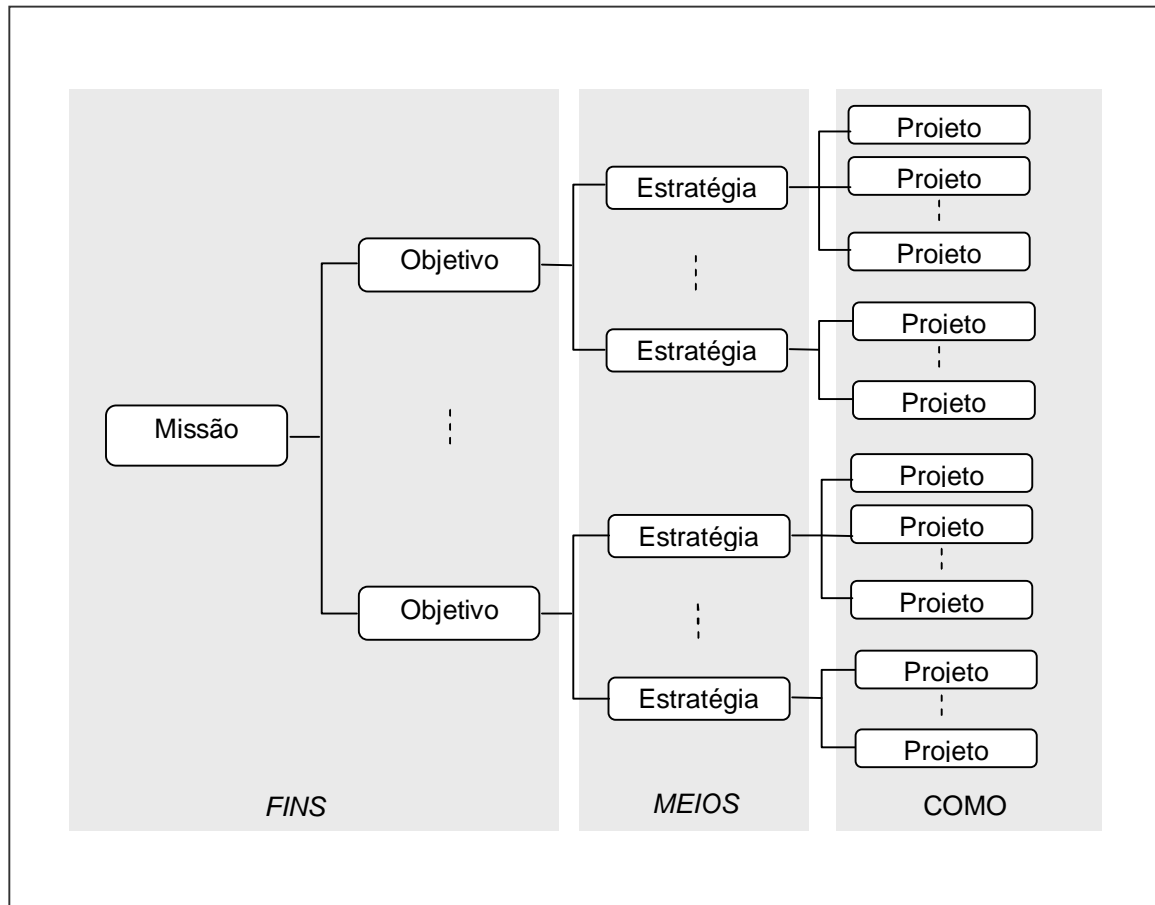 Projeto
Projeto
Estratégia
Projeto
Objetivo
Projeto
Estratégia
Projeto
Missão
Projeto
Projeto
Estratégia
Projeto
Objetivo
Projeto
Estratégia
Projeto
FINS
MEIOS
COMO